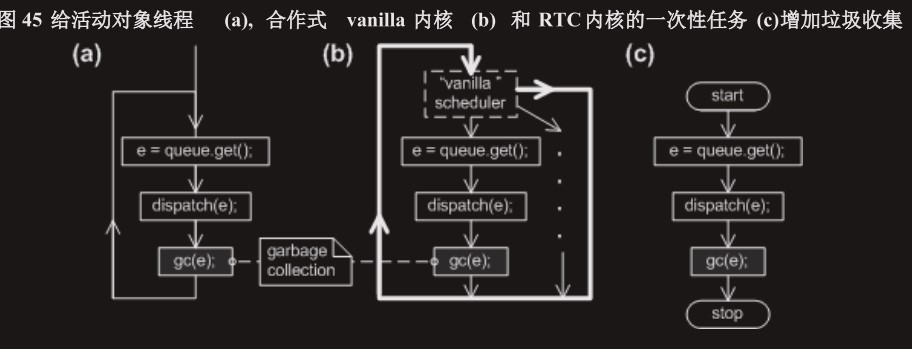 图 45 给活动对象线程 (a), 合作式 vanilla 内核 (b) 和 RTC 内核的一次性任务 (c)增加垃圾收集
(a)
e = queue.get();
dispatch(e);
gc(e);
garbage
collection
(b)
"vanilla "
scheduler
e = queue.get();
dispatch(e);
gc(e);
(c)
start
e = queue.get();
dispatch(e);
gc(e);
stop